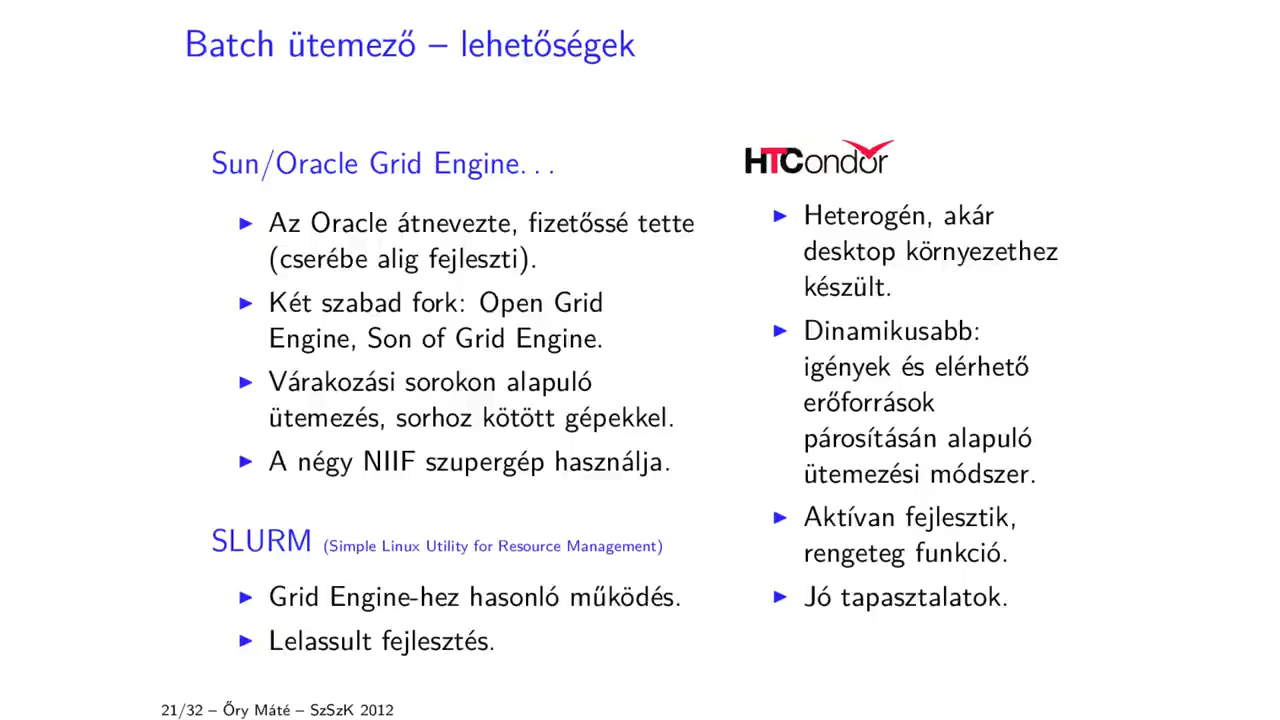 Batch ütemező – lehetőségek
Sun/Oracle Grid Engine. . .
▶ Az Oracle átnevezte, fizetőssé tette
(cserébe alig fejleszti).
▶ Két szabad fork: Open Grid
Engine, Son of Grid Engine.
▶ Várakozási sorokon alapuló
ütemezés, sorhoz kötött gépekkel.
▶ A négy NIIF szupergép használja.
SLURM (Simple Linux Utility for Resource Management)
▶ Grid Engine-hez hasonló működés.
▶ Lelassult fejlesztés.
HTCondor
▶ Heterogén, akár
desktop környezethez
készült.
▶ Dinamikusabb:
igények és elérhető
erőforrások
párosításán alapuló
ütemezési módszer.
▶ Aktívan fejlesztik,
rengeteg funkció.
▶ Jó tapasztalatok.
21/32 – Őry Máté – SzSzK 2012